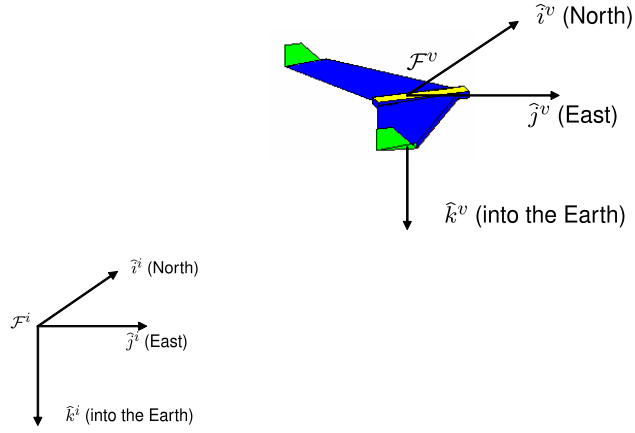 î^v (North)
ℱ^v
ĵ^v (East)
k̂^v (into the Earth)
î^i (North)
ℱ^i
ĵ^i (East)
k̂^i (into the Earth)